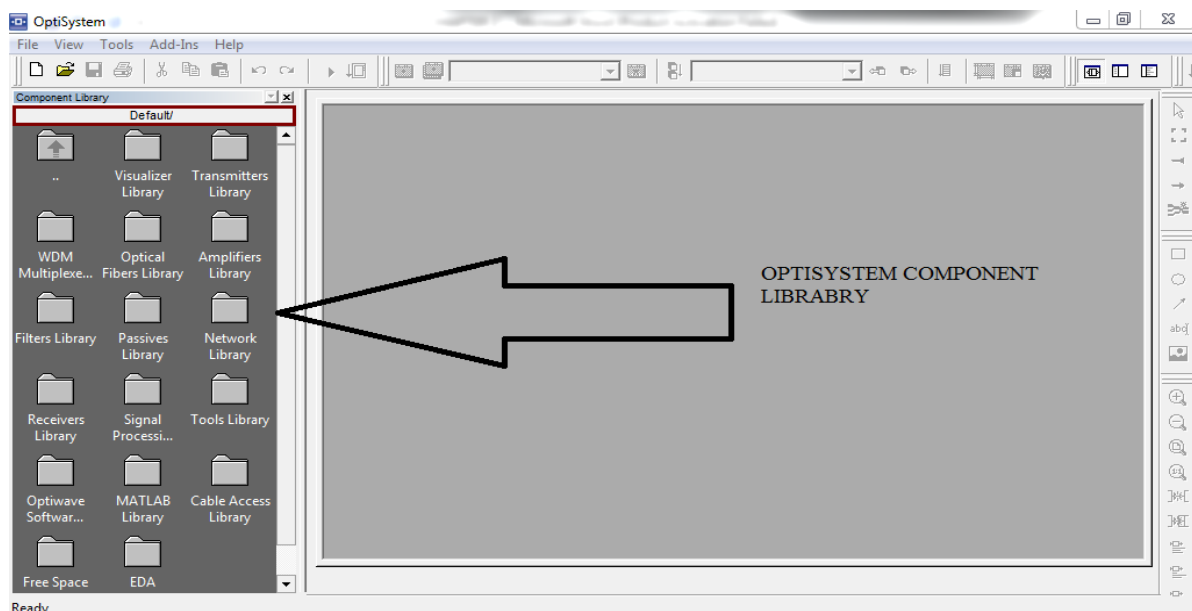 OptiSystem
File View Tools Add-Ins Help
Component Library
Default/
..
Visualizer
Library
Transmitters
Library
WDM
Multiplexe...
Optical
Fibers Library
Amplifiers
Library
Filters Library
Passives
Library
Network
Library
Receivers
Library
Signal
Processi...
Tools Library
Optiwave
Softwar...
MATLAB
Library
Cable Access
Library
Free Space
EDA
OPTISYSTEM COMPONENT
LIBRABRY
Ready